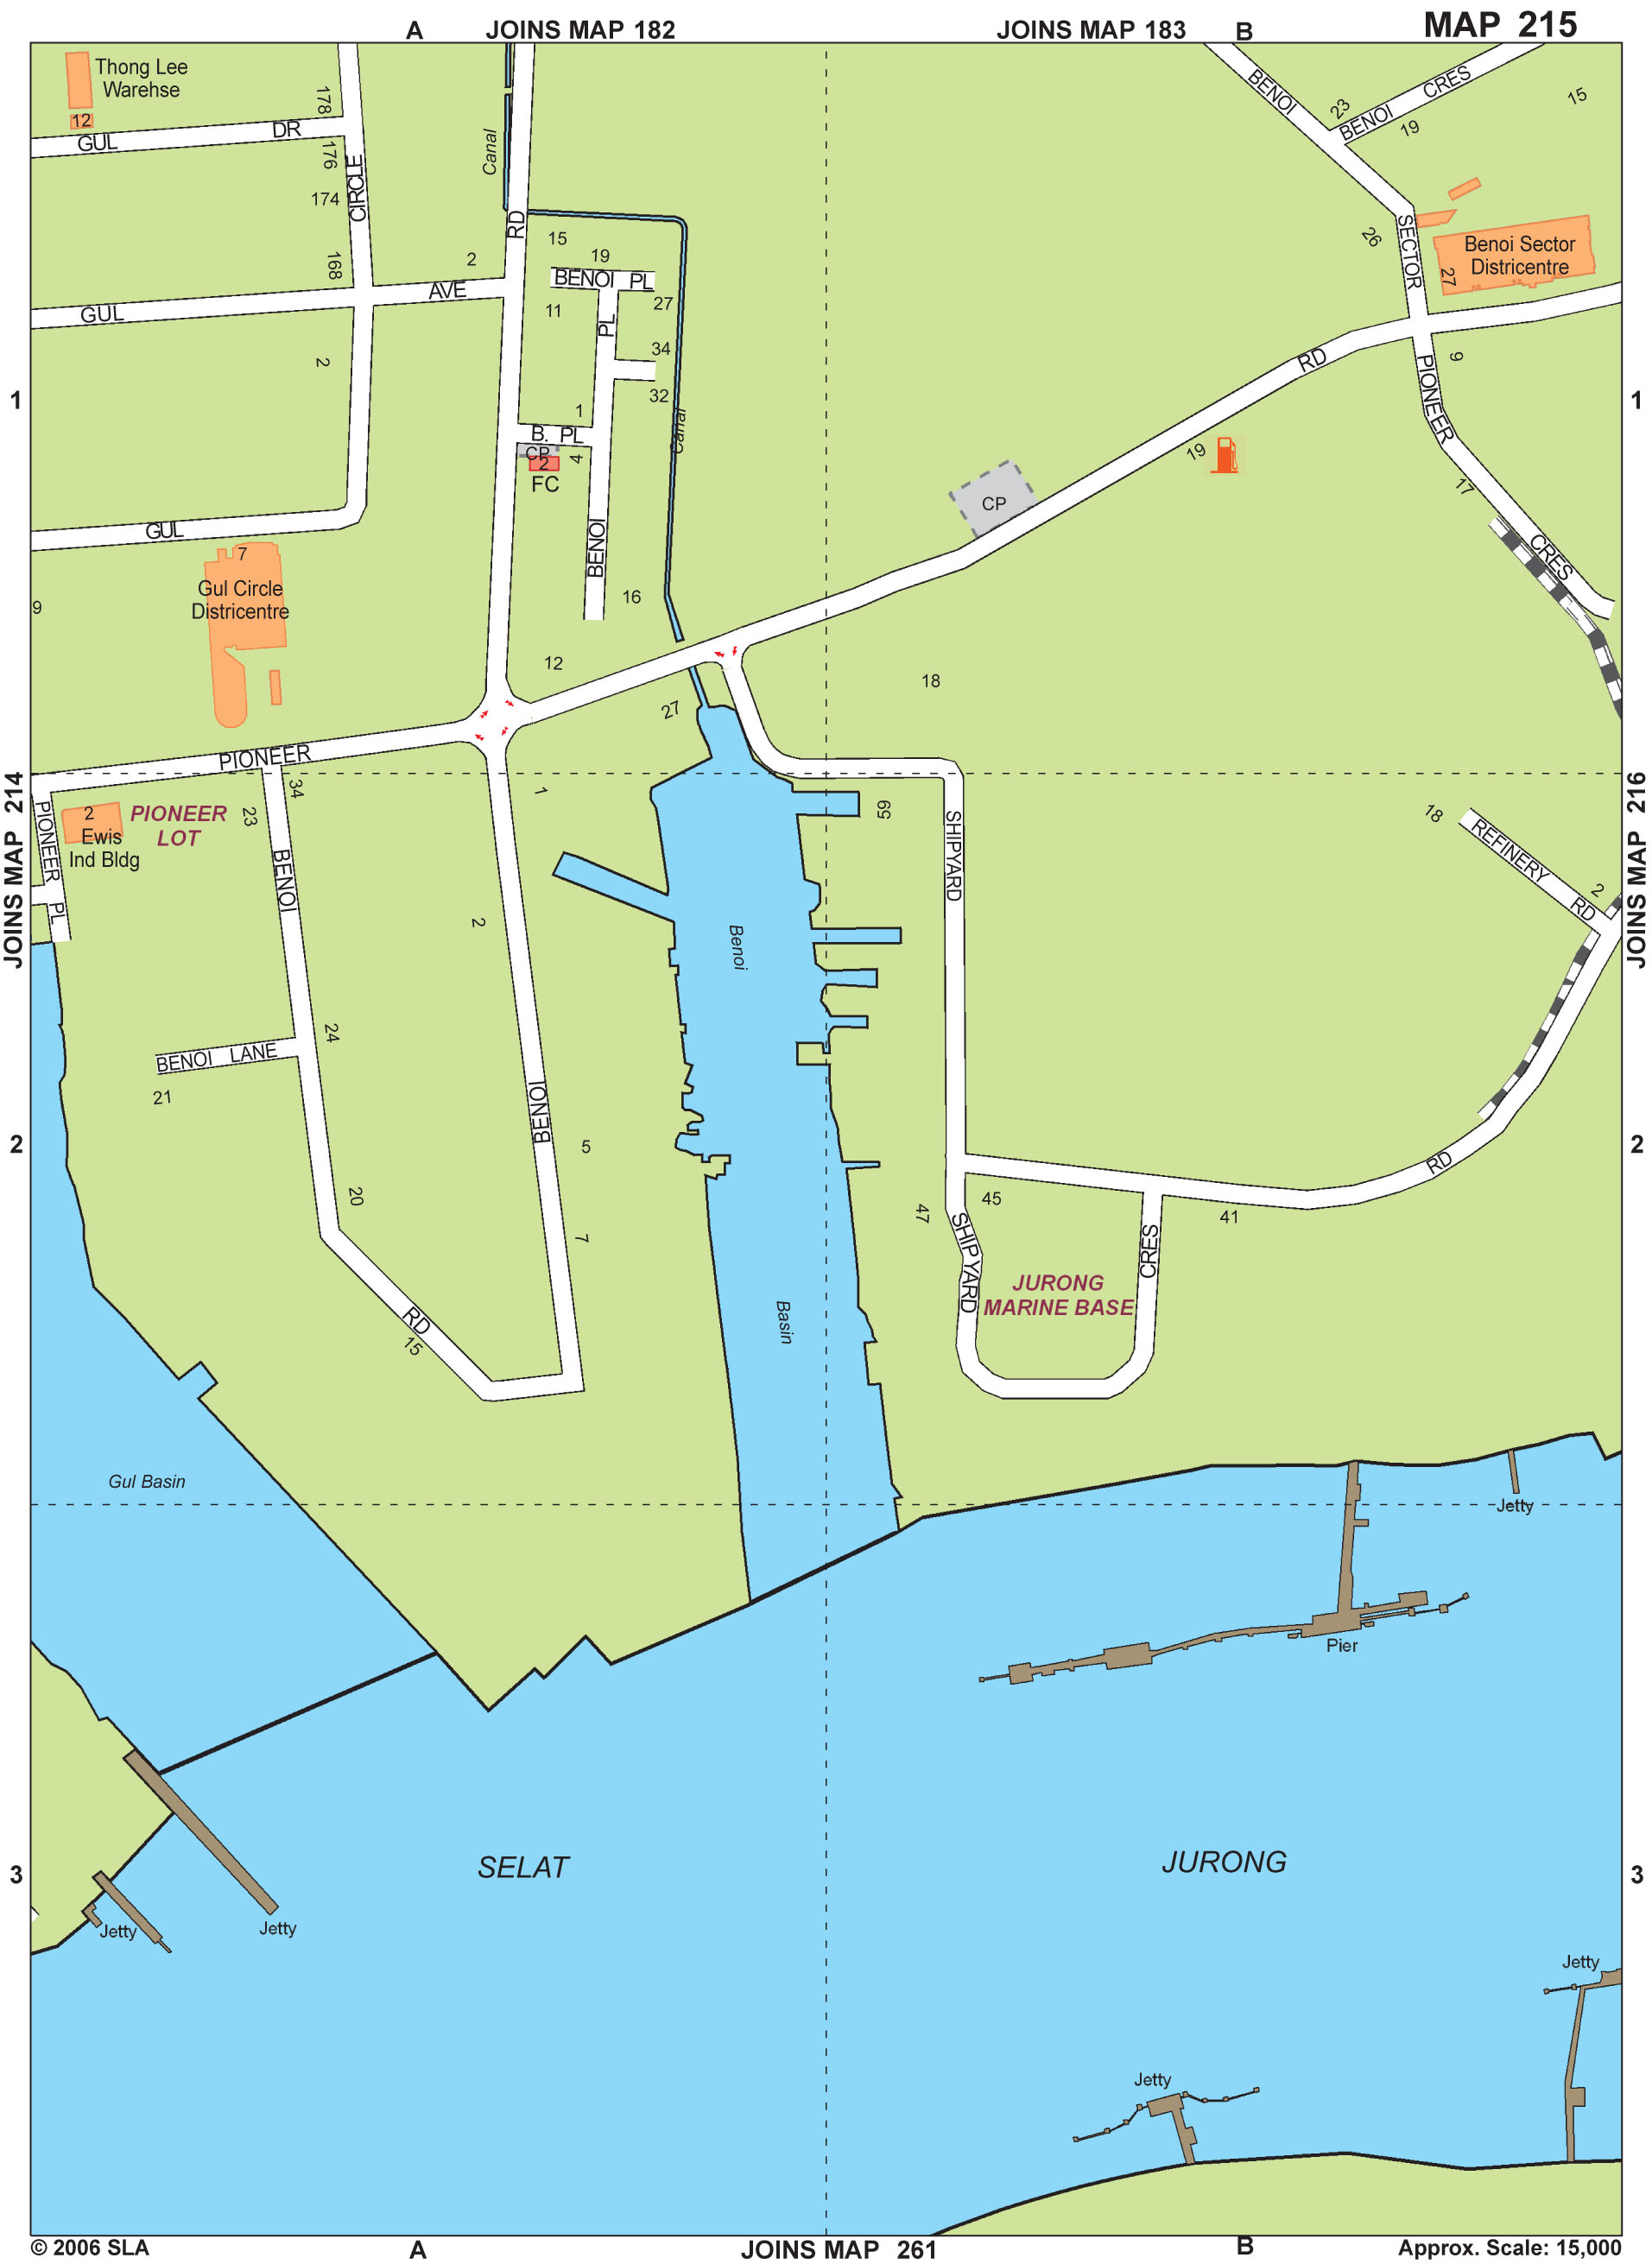 A
JOINS MAP 182
JOINS MAP 183
B
MAP 215
Thong Lee
Warehse
12
GUL
DR
178
176
174
168
CIRCLE
Canal
RD
BENOI
BENOI CRES
23
19
15
SECTOR
26
Benoi Sector
Districentre
27
2
15
19
BENOI PL
27
11
PL
34
32
GUL
AVE
2
1
1
1
B. PL
CP
2
FC
4
Canal
BENOI
16
RD
PIONEER
9
17
CRES
19
CP
GUL
7
Gul Circle
Districentre
9
12
27
18
PIONEER
JOINS MAP 214
JOINS MAP 216
PIONEER
PL
2
Ewis
Ind Bldg
PIONEER
LOT
23
34
BENOI
1
2
69
SHIPYARD
18
REFINERY
RD
2
Benoi
24
BENOI LANE
21
BENOI
5
2
2
20
7
47
45
41
RD
SHIPYARD
CRES
JURONG
MARINE BASE
RD
15
Basin
Gul Basin
Jetty
Pier
SELAT
JURONG
3
3
Jetty
Jetty
Jetty
Jetty
© 2006 SLA
A
JOINS MAP 261
B
Approx. Scale: 15,000